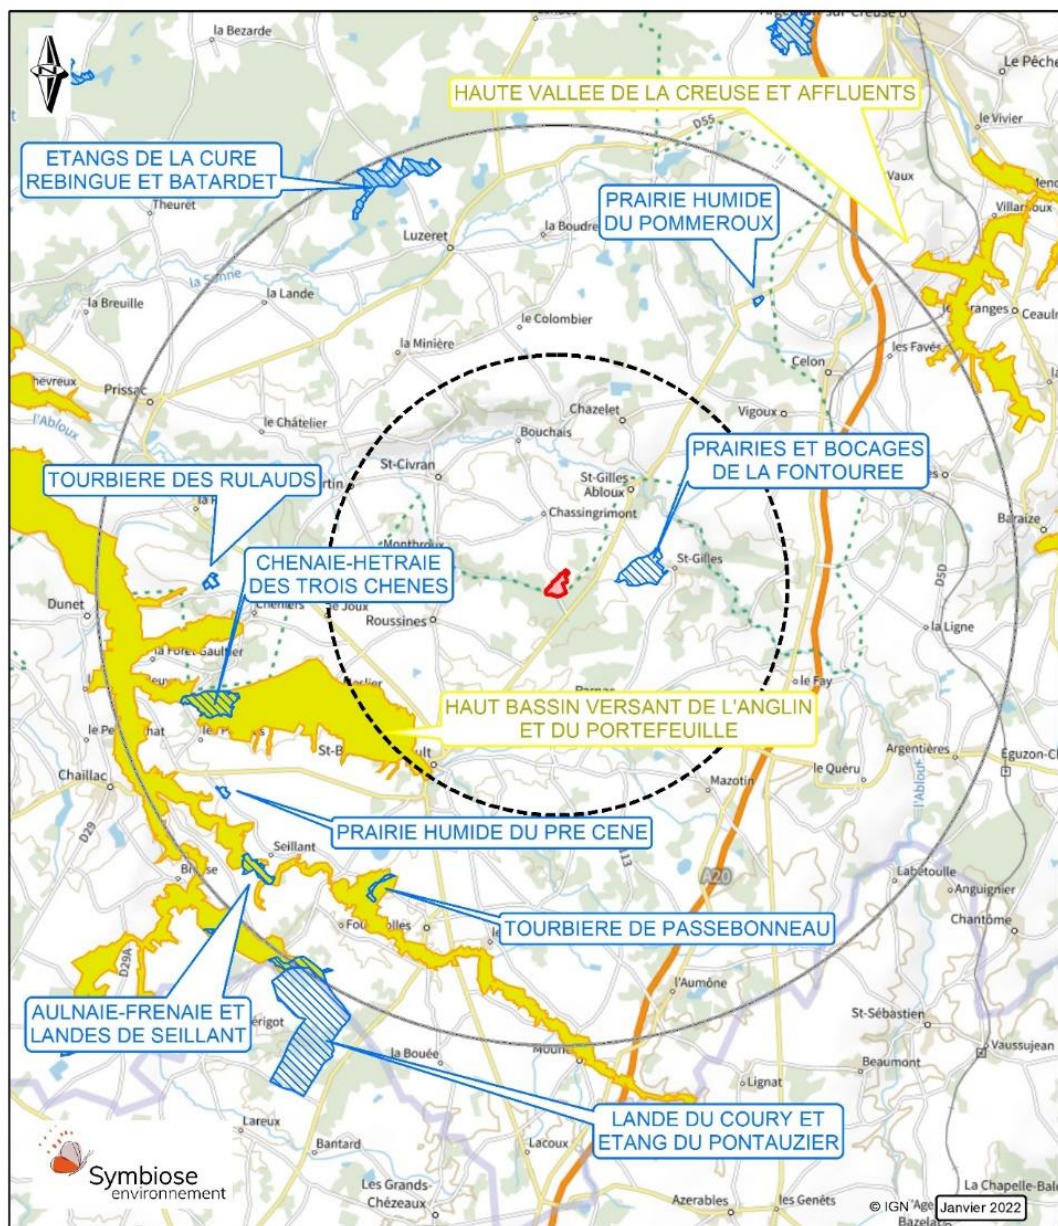 la Bezarde
D55
Le Pêche
HAUTE VALLEE DE LA CREUSE ET AFFLUENTS
le Vivier
ETANGS DE LA CURE
REBINGUE ET BATARDET
Theuret
Vaux
PRAIRIE HUMIDE
DU POMMEROUX
Luzeret
la Sonne
la Breuille
la Lande
le Colombier
la Minière
les Favés
Celon
Prissac
l'Abloux
le Châtelier
Chazelet
Vigoux
Bouchais
PRAIRIES ET BOCAGES
DE LA FONTOUREE
St-Civran
St-Gilles
Abloux
TOURBIERE DES RULAUDS
Chassingrimont
Baraize
D5D
CHENAIE-HETRAIE
DES TROIS CHENES
St-Gilles
Dunet
Roussines
la Ligne
le Fay
HAUT BASSIN VERSANT DE L'ANGLIN
ET DU PORTEFEUILLE
Argentières
Chaillac
Mazotin
le Quéru
l'Abloux
D29
PRAIRIE HUMIDE DU PRE CENE
Seillant
A20
Labétoulle
Anguignier
Chantôme
TOURBIERE DE PASSEBONNEAU
D29A
l'Aumône
AULNAIE-FRENAIE ET
LANDES DE SEILLANT
St-Sébastien
Vaussujean
la Bouée
Beaumont
Lignat
Lareux
LANDE DU COURY ET
ETANG DU PONTAUZIER
Bantard
Lacoux
Symbiose
environnement
Les Grands-
Chézeaux
Azerables
les Genéts
© IGN
Janvier 2022